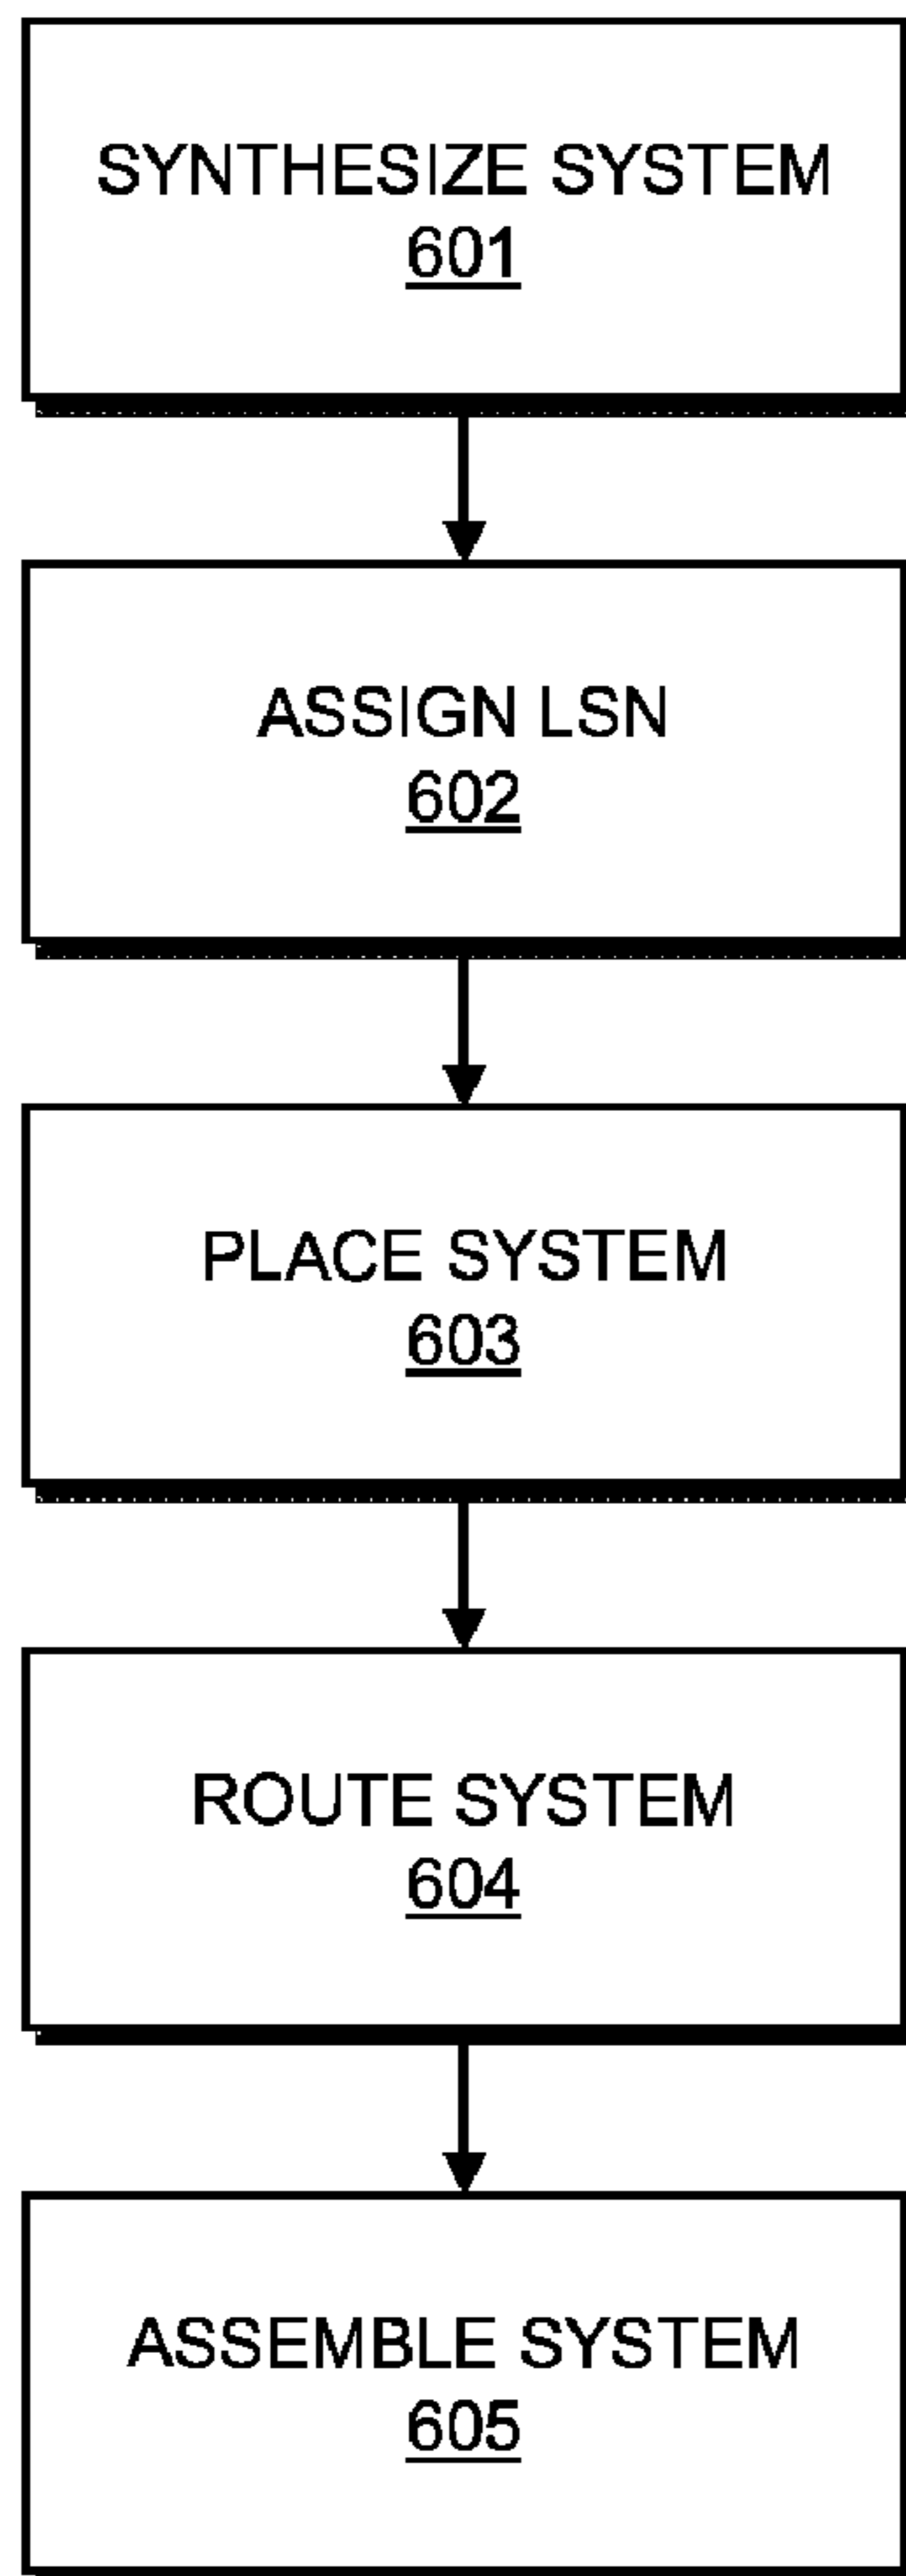 SYNTHESIZE SYSTEM
601
ASSIGN LSN
602
PLACE SYSTEM
603
ROUTE SYSTEM
604
ASSEMBLE SYSTEM
605